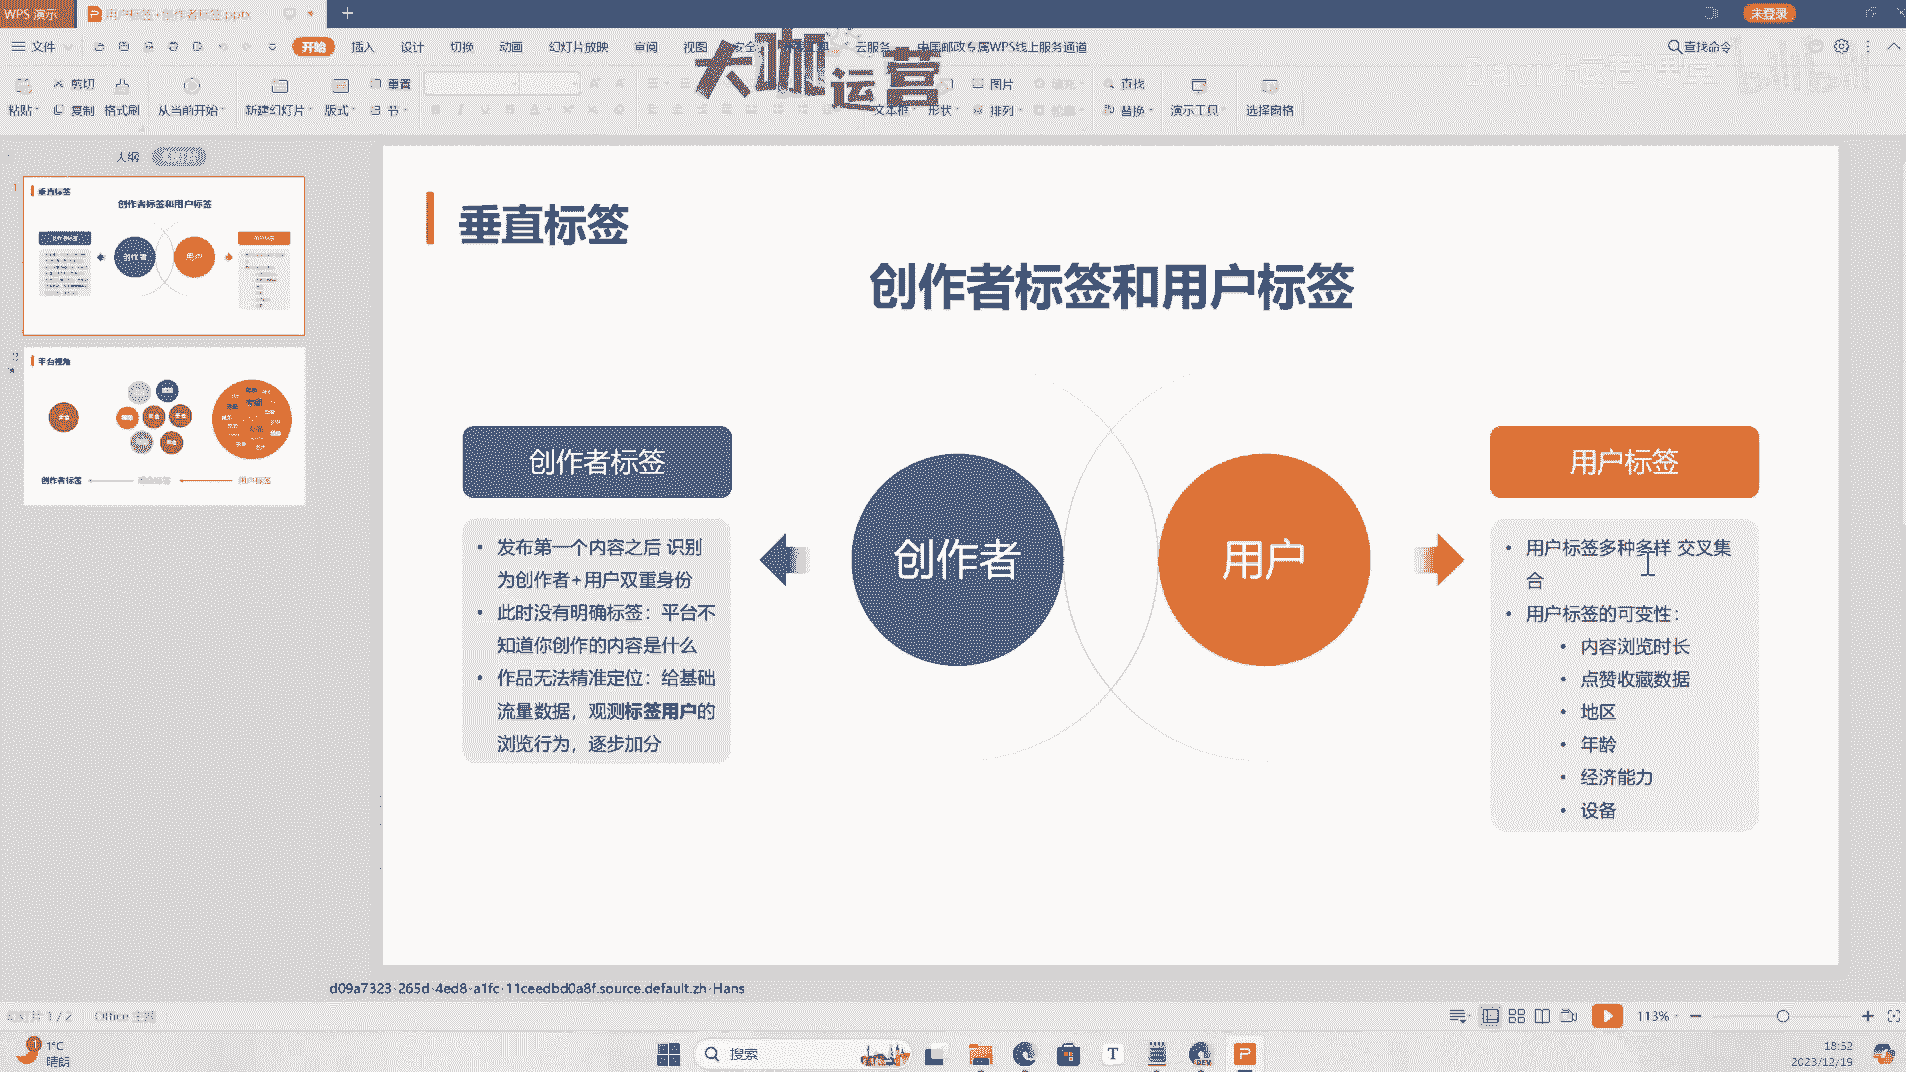 WPS 演示
用户标签+创作者标签.pptx
未登录
文件
开始
插入
设计
切换
动画
幻灯片放映
审阅
视图
安全
云服务
中国邮政专属WPS线上服务通道
查找命令
大咖运营
粘贴
剪切
复制
格式刷
从当前开始
新建幻灯片
版式
重置
节
文本框
形状
图片
排列
查找
替换
演示工具
选择窗格
大纲
1
垂直标签
创作者标签和用户标签
创作者
用户
2
平台视角
创作者标签
用户标签
垂直标签
创作者标签和用户标签
创作者标签
• 发布第一个内容之后 识别
为创作者+用户双重身份
• 此时没有明确标签：平台不
知道你创作的内容是什么
• 作品无法精准定位：给基础
流量数据，观测标签用户的
浏览行为，逐步加分
创作者
用户
用户标签
• 用户标签多种多样 交叉集
合
• 用户标签的可变性：
• 内容浏览时长
• 点赞收藏数据
• 地区
• 年龄
• 经济能力
• 设备
d09a7323-265d-4ed8-a1fc-11ceedbd0a8f.source.default.zh-Hans
幻灯片 1 / 2
Office 主题
113%
1°C
晴朗
搜索
18:52
2023/12/19